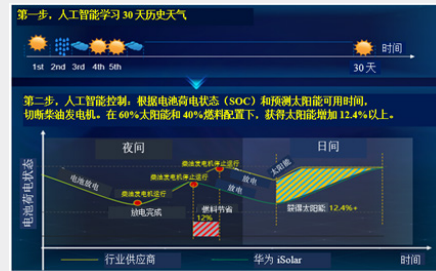 第一步，人工智能学习30天历史天气
时间
1st 2nd 3rd 4th 5th
30天
第二步，人工智能控制：根据电池荷电状态（SOC）和预测太阳能可用时间，
切断柴油发电机。在60%太阳能和40%燃料配置下，获得太阳能增加12.4%以上。
夜间
日间
电池荷电状态
柴油发电机停止运行
太阳能
电池放电
柴油发电机停止运行
放电
柴油发电机停止运行
放电
放电完成
燃料节省
12%
获得太阳能 12.4%+
行业供应商
华为 iSolar
时间